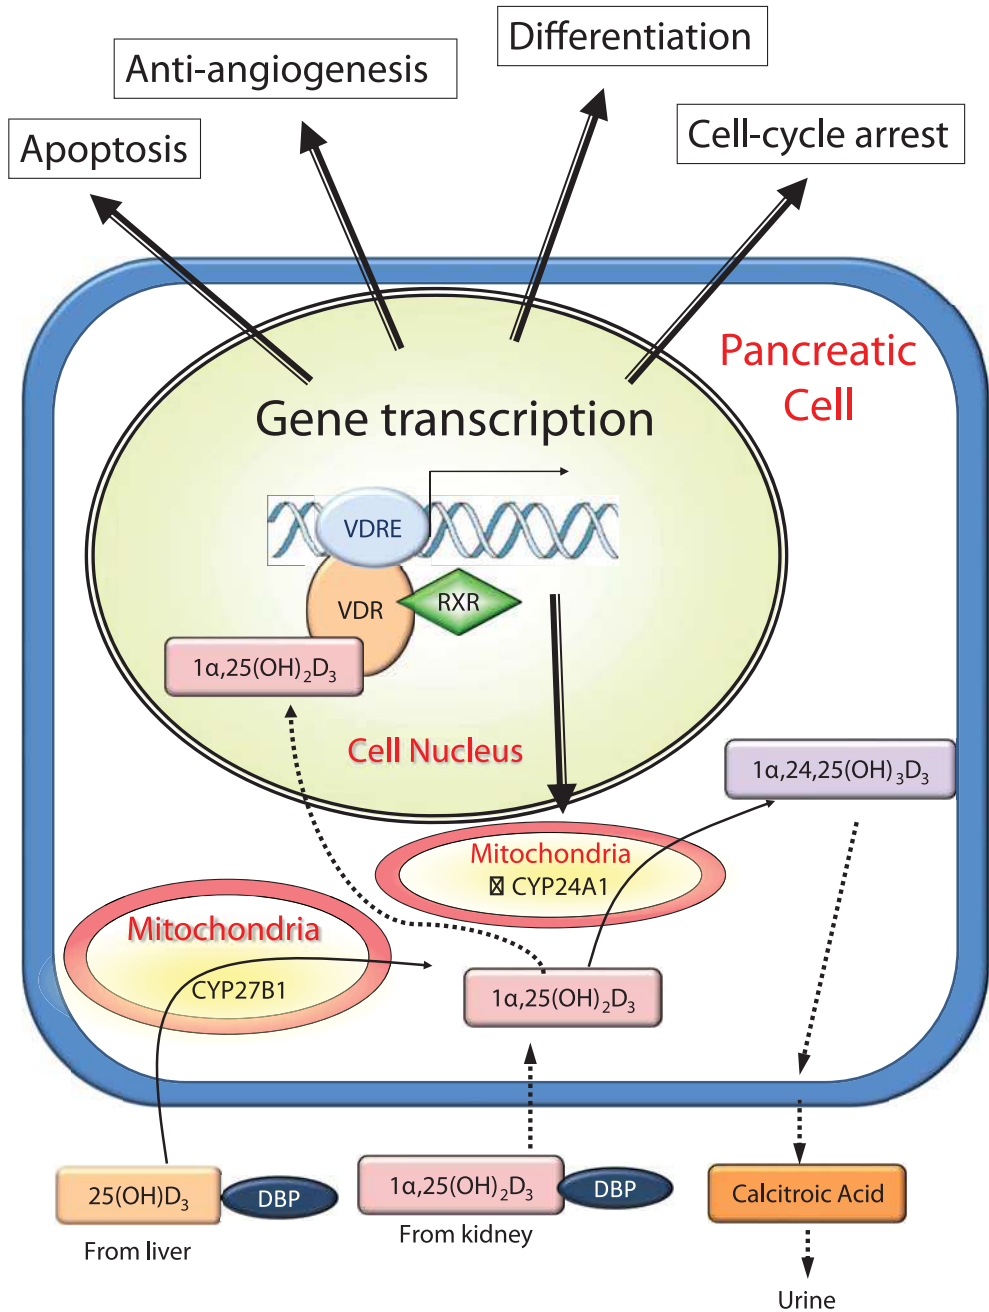 Differentiation
Anti-angiogenesis
Cell-cycle arrest
Apoptosis
Pancreatic
Cell
Gene transcription
VDRE
VDR
RXR
1α,25(OH)₂D₃
Cell Nucleus
1α,24,25(OH)₃D₃
Mitochondria
CYP24A1
Mitochondria
CYP27B1
1α,25(OH)₂D₃
25(OH)D₃
DBP
From liver
1α,25(OH)₂D₃
DBP
From kidney
Calcitroic Acid
Urine